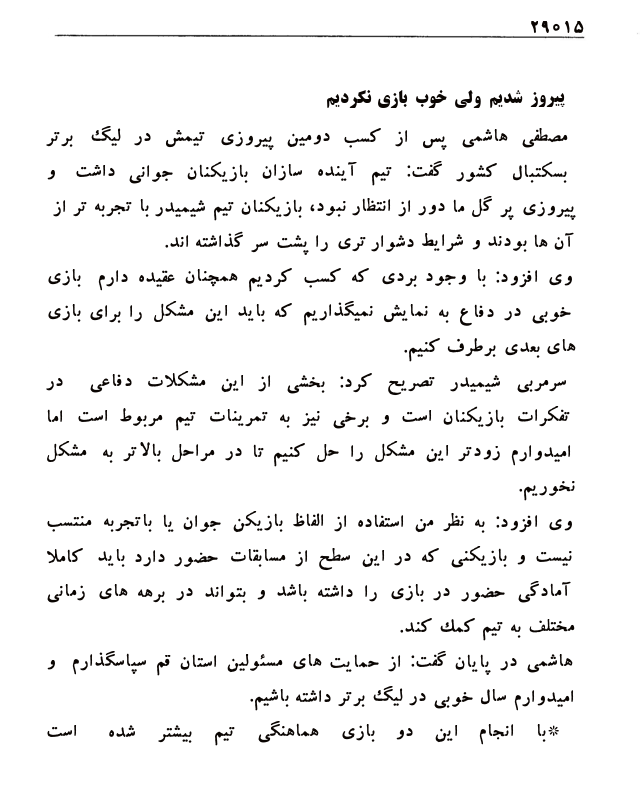 ۲۹۰۱۵
پیروز شدیم ولی خوب بازی نکردیم
مصطفی هاشمی پس از کسب دومین پیروزی تیمش در لیگ برتر
بسکتبال کشور گفت: تیم آینده سازان بازیکنان جوانی داشت و
پیروزی پر گل ما دور از انتظار نبود، بازیکنان تیم شیمیدر با تجربه تر از
آن ها بودند و شرایط دشوار تری را پشت سر گذاشته اند.
وی افزود: با وجود بردی که کسب کردیم همچنان عقیده دارم بازی
خوبی در دفاع به نمایش نمیگذاریم که باید این مشکل را برای بازی
های بعدی برطرف کنیم.
سرمربی شیمیدر تصریح کرد: بخشی از این مشکلات دفاعی در
تفکرات بازیکنان است و برخی نیز به تمرینات تیم مربوط است اما
امیدوارم زودتر این مشکل را حل کنیم تا در مراحل بالاتر به مشکل
نخوریم.
وی افزود: به نظر من استفاده از الفاظ بازیکن جوان یا باتجربه منتسب
نیست و بازیکنی که در این سطح از مسابقات حضور دارد باید کاملا
آمادگی حضور در بازی را داشته باشد و بتواند در برهه های زمانی
مختلف به تیم کمک کند.
هاشمی در پایان گفت: از حمایت های مسئولین استان قم سپاسگذارم و
امیدوارم سال خوبی در لیگ برتر داشته باشیم.
*با انجام این دو بازی هماهنگی تیم بیشتر شده است